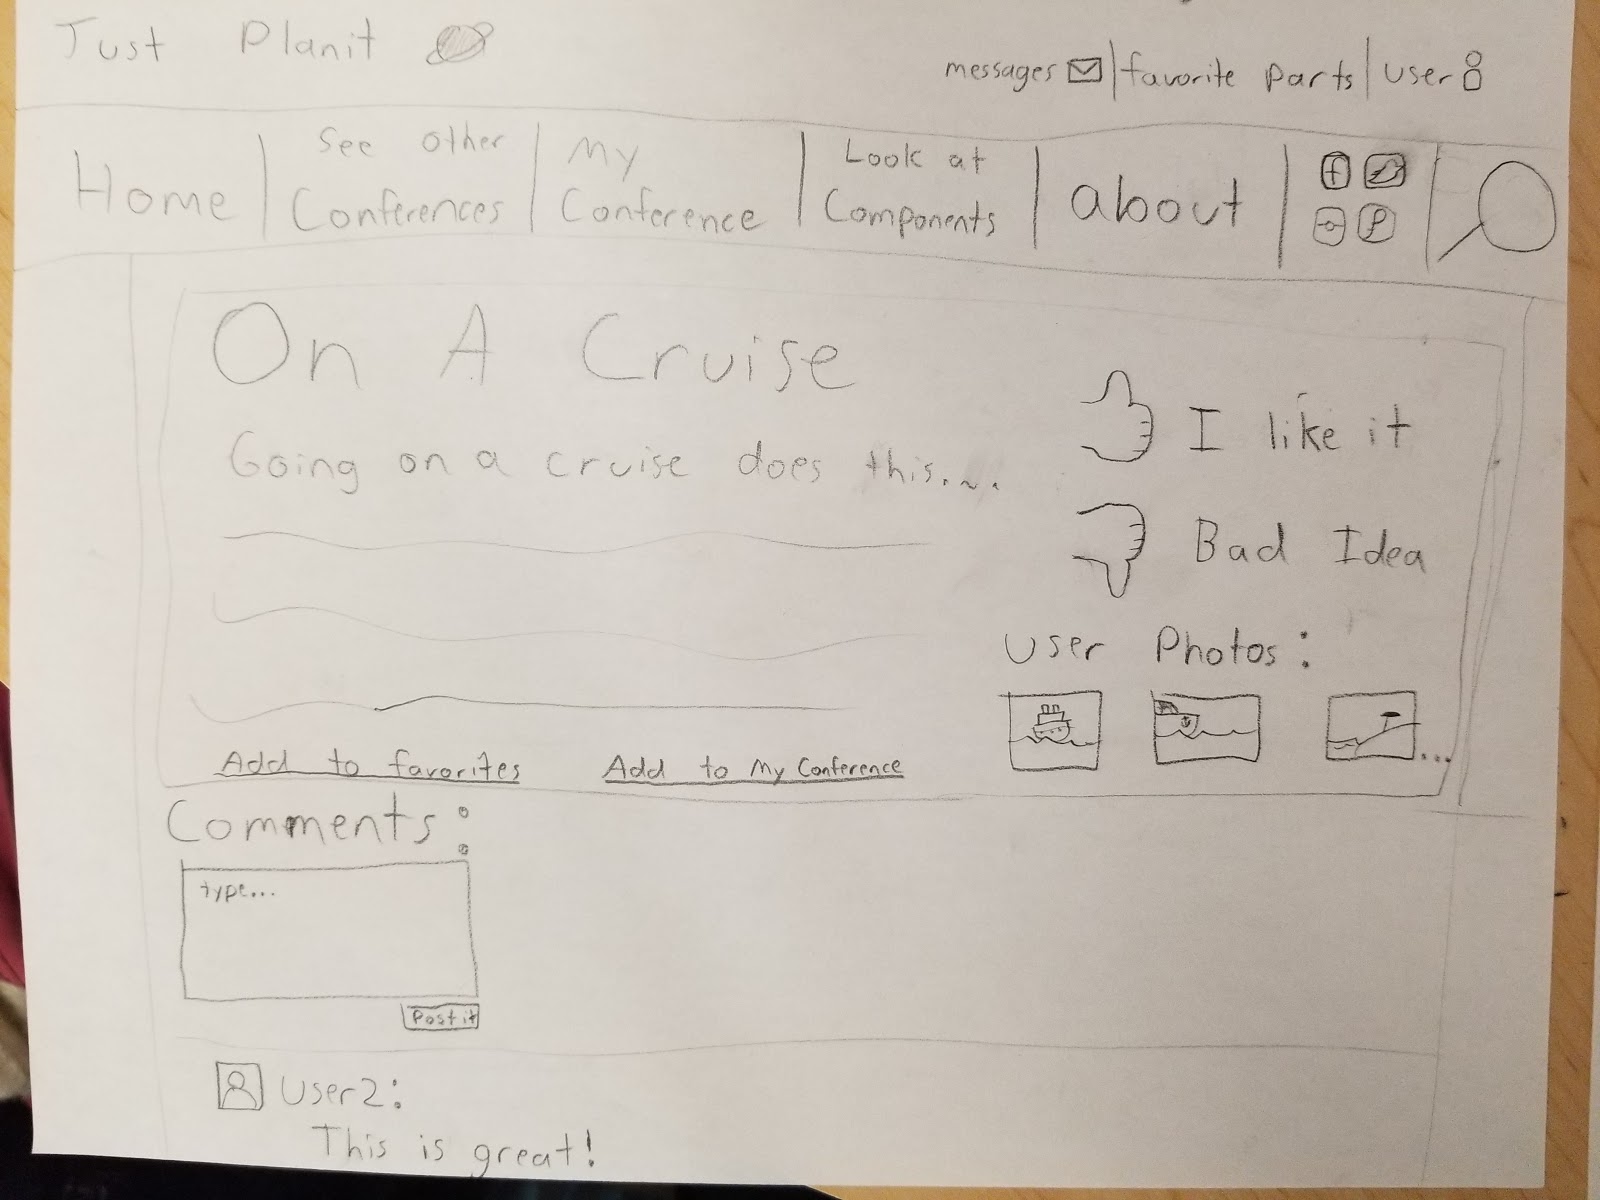 Just Planit
messages | favorite parts | user
Home | See other Conferences | My Conference | Look at Components | about
f
p
On A Cruise
Going on a cruise does this...
I like it
Bad Idea
User Photos:
...
Add to favorites
Add to My Conference
Comments:
type...
Post it
User2:
This is great!